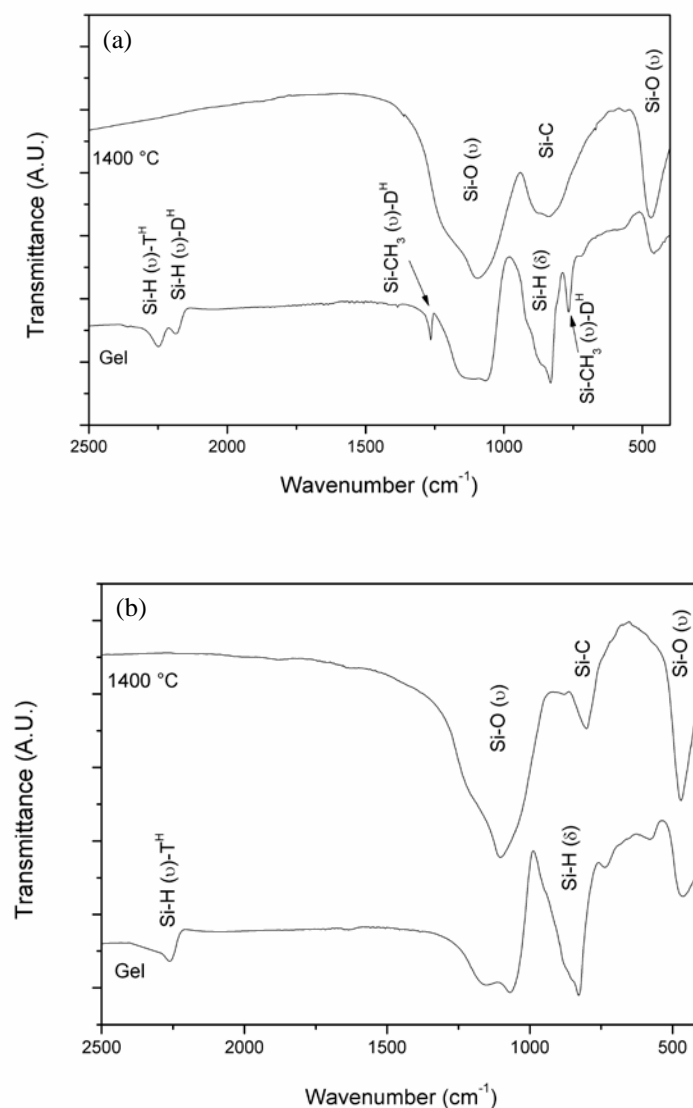 (a)
Transmittance (A.U.)
1400 °C
Gel
Si-H (υ)-T^H
Si-H (υ)-D^H
Si-CH₃ (υ)-D^H
Si-O (υ)
Si-H (δ)
Si-C
Si-CH₃ (υ)-D^H
Si-O (υ)
2500 2000 1500 1000 500
Wavenumber (cm⁻¹)
(b)
Transmittance (A.U.)
1400 °C
Gel
Si-H (υ)-T^H
Si-O (υ)
Si-H (δ)
Si-C
Si-O (υ)
2500 2000 1500 1000 500
Wavenumber (cm⁻¹)